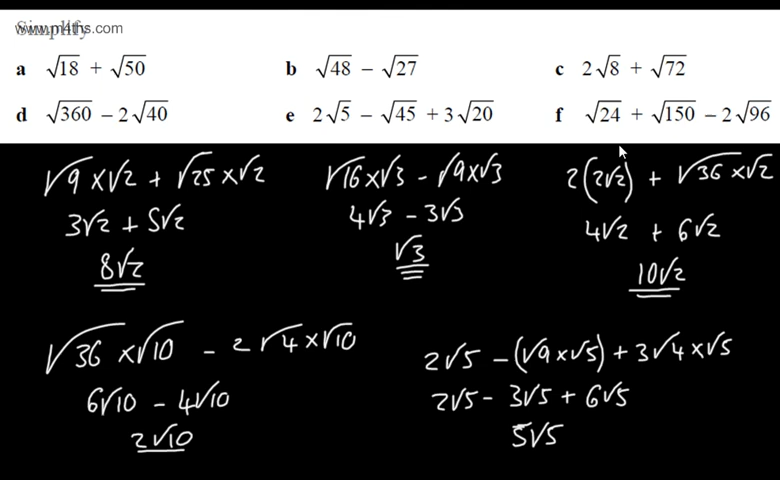 Simplify
www.m4ths.com
a √18 + √50 b √48 − √27 c 2√8 + √72
d √360 − 2√40 e 2√5 − √45 + 3√20 f √24 + √150 − 2√96
√9 × √2 + √25 × √2
3√2 + 5√2
8√2
√16 × √3 − √9 × √3
4√3 − 3√3
√3
2(2√2) + √36 × √2
4√2 + 6√2
10√2
√36 × √10 − 2√4 × √10
6√10 − 4√10
2√10
2√5 − (√9 × √5) + 3√4 × √5
2√5 − 3√5 + 6√5
5√5